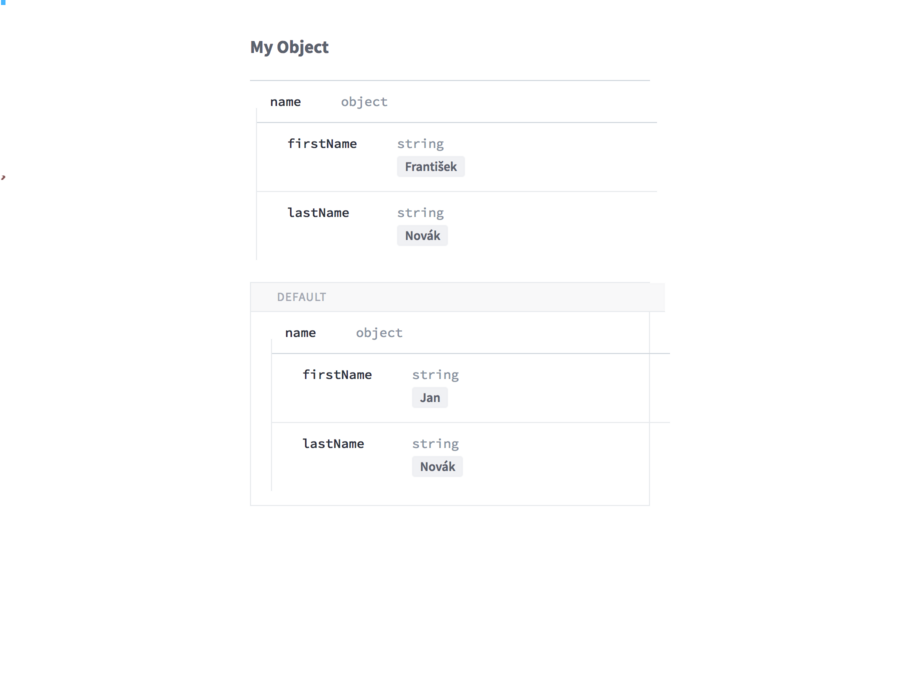 My Object
name object
firstName string
František
lastName string
Novák
DEFAULT
name object
firstName string
Jan
lastName string
Novák